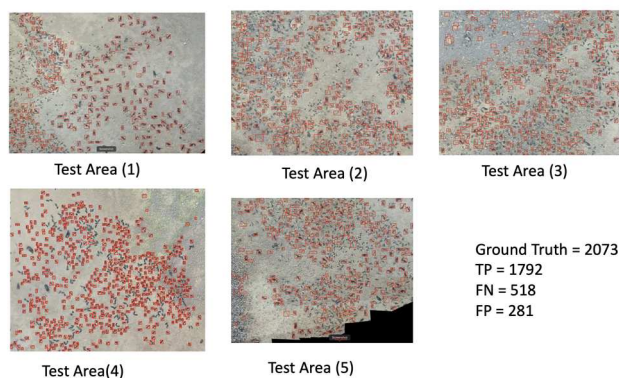 Test Area (1)
Test Area (2)
Test Area (3)
Test Area(4)
Test Area (5)
Ground Truth = 2073
TP = 1792
FN = 518
FP = 281